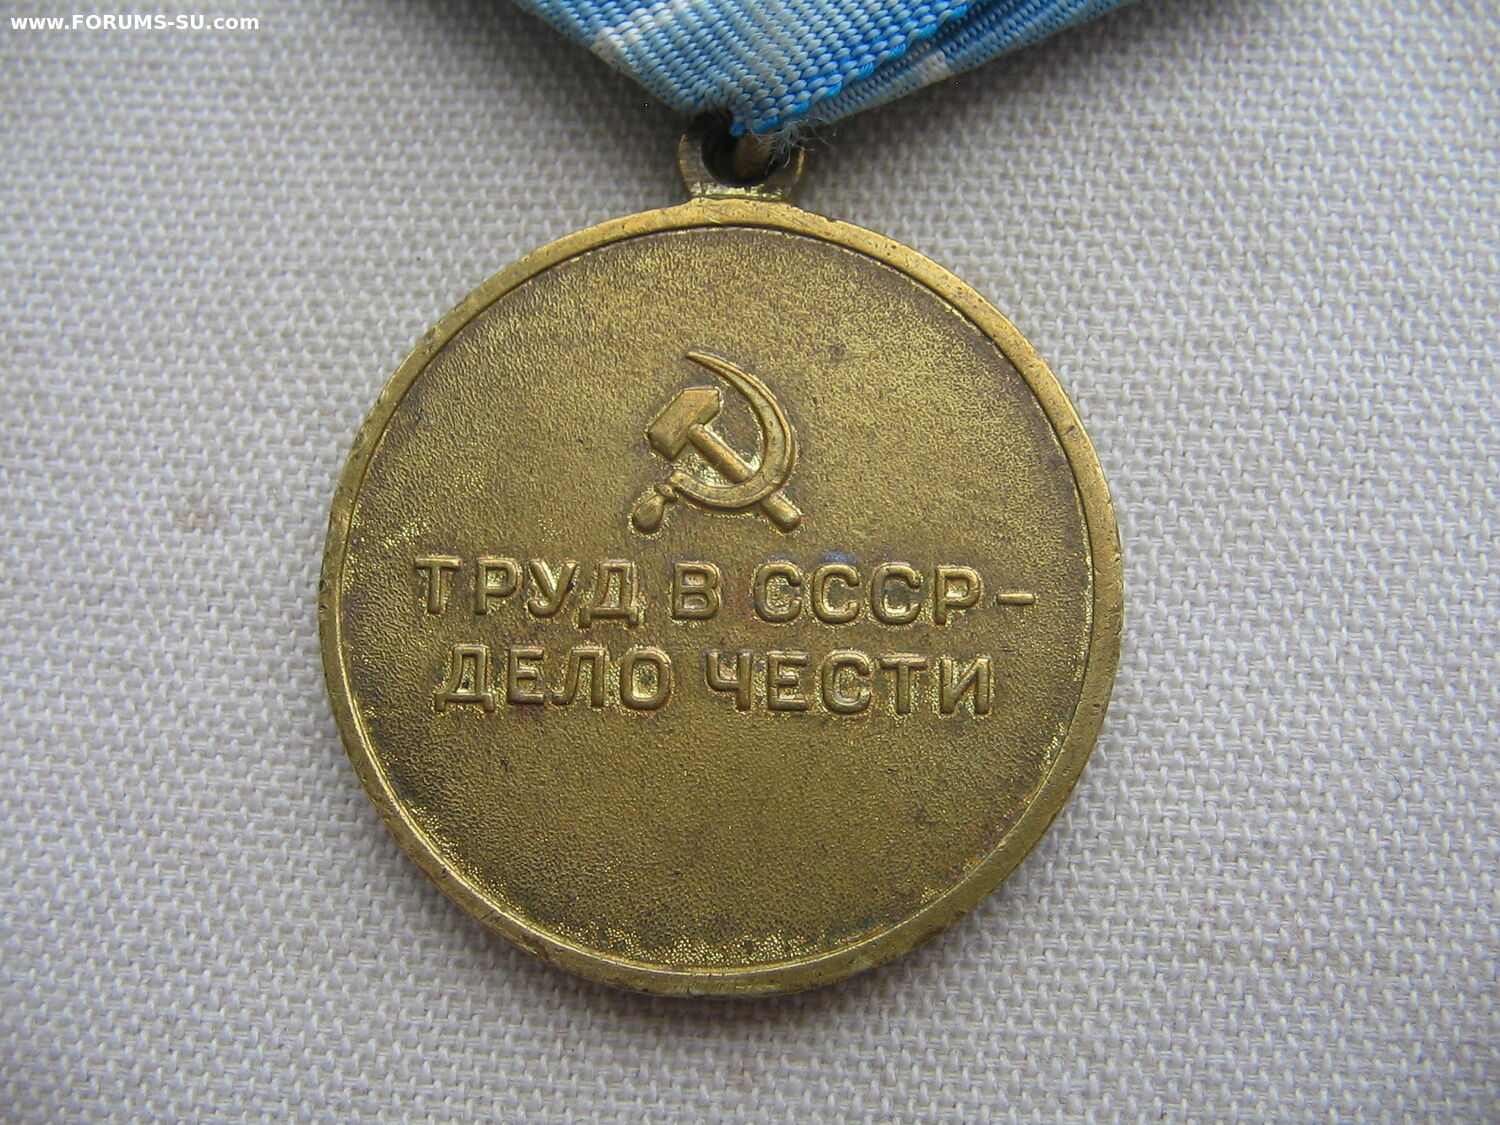 www.FORUMS-SU.com
ТРУД В СССР–
ДЕЛО ЧЕСТИ